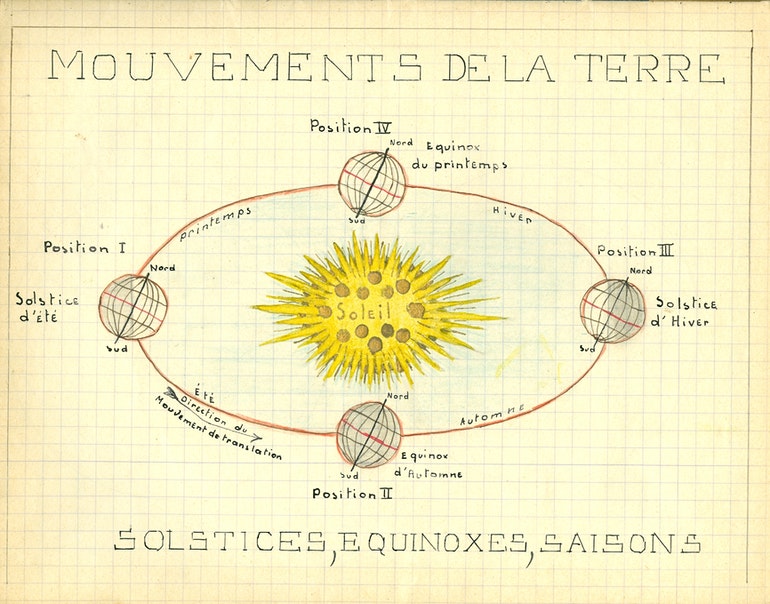 MOUVEMENTS DE LA TERRE
Position IV
Nord
Equinox
du printemps
Sud
printemps
Hiver
Position I
Nord
Solstice
d'été
Sud
Soleil
Position III
Nord
Solstice
d'Hiver
Sud
Été
Direction du
Mouvement de translation
Automne
Nord
Equinox
d'Automne
Sud
Position II
SOLSTICES, EQUINOXES, SAISONS